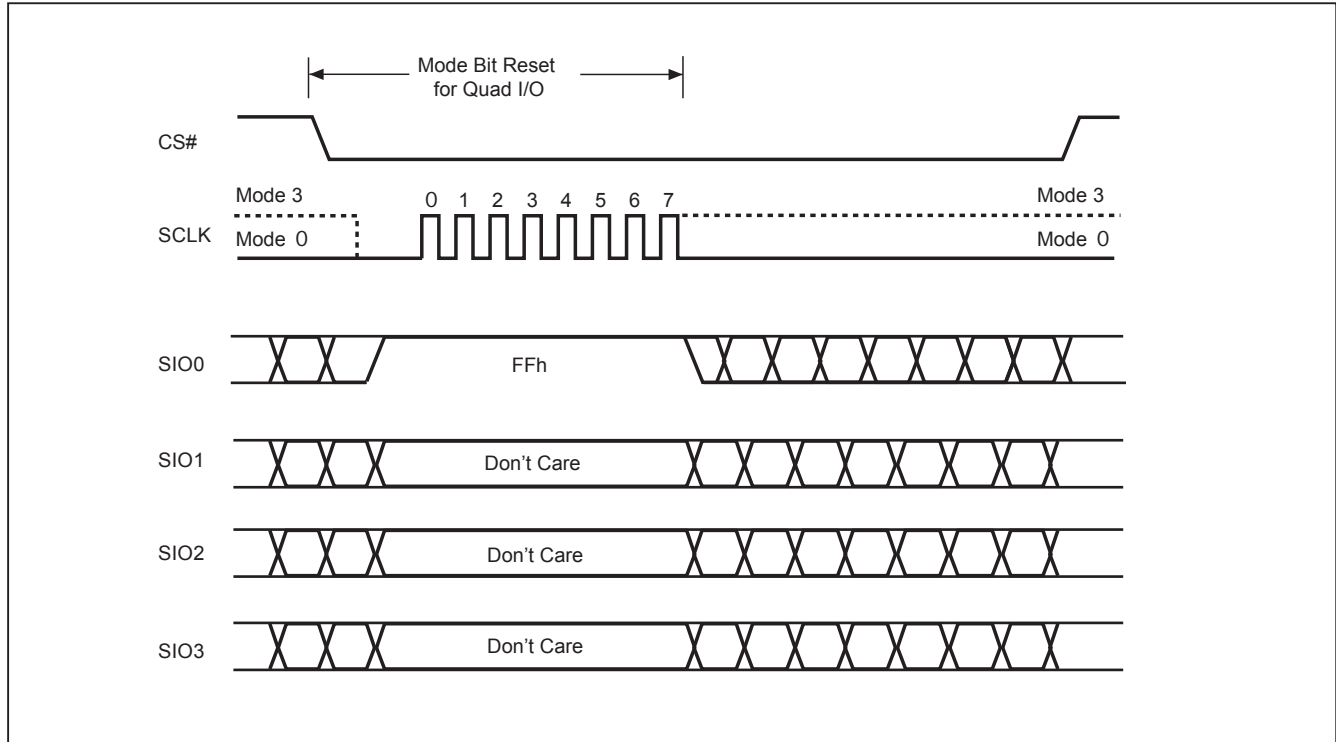 Mode Bit Reset
for Quad I/O
CS#
Mode 3
0 1 2 3 4 5 6 7
Mode 3
SCLK
Mode 0
Mode 0
SIO0
FFh
SIO1
Don't Care
SIO2
Don't Care
SIO3
Don't Care